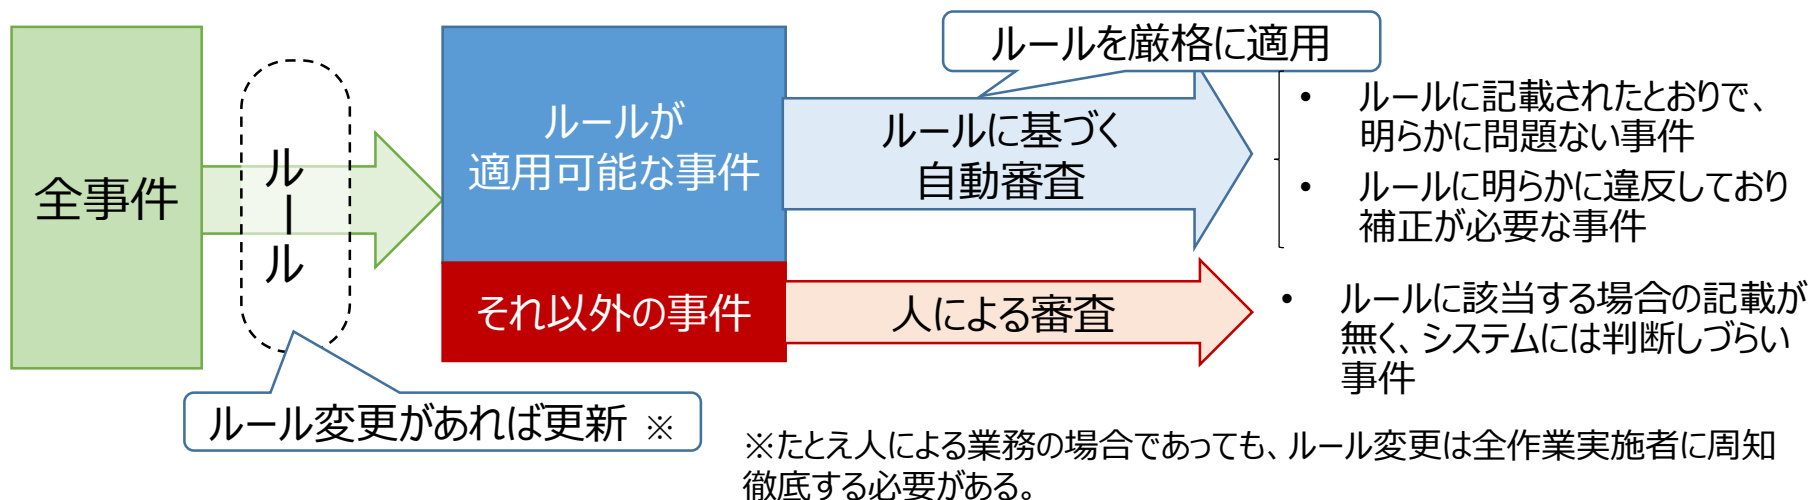 全事件
ルール
ルールが
適用可能な事件
それ以外の事件
ルールを厳格に適用
ルールに基づく
自動審査
人による審査
• ルールに記載されたとおりで、
明らかに問題ない事件
• ルールに明らかに違反しており
補正が必要な事件
• ルールに該当する場合の記載が
無く、システムには判断しづらい
事件
ルール変更があれば更新 ※
※たとえ人による業務の場合であっても、ルール変更は全作業実施者に周知
徹底する必要がある。